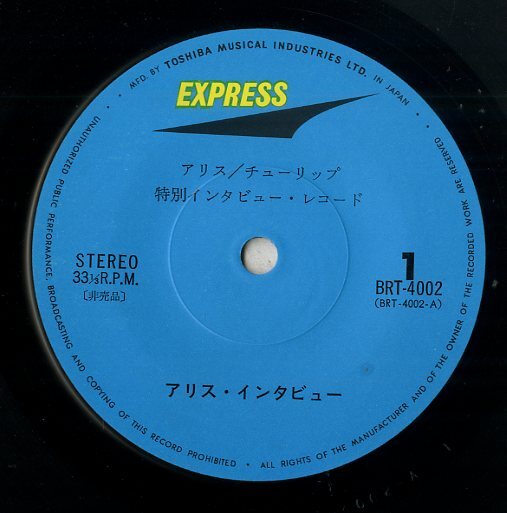 MFD. BY TOSHIBA MUSICAL INDUSTRIES LTD. IN JAPAN
EXPRESS
アリス／チューリップ
特別インタビュー・レコード
STEREO
33⅓R.P.M.
〔非売品〕
1
BRT-4002
(BRT-4002-A)
アリス・インタビュー
UNAUTHORIZED PUBLIC PERFORMANCE, BROADCASTING AND COPYING OF THIS RECORD PROHIBITED • ALL RIGHTS OF THE MANUFACTURER AND OF THE OWNER OF THE RECORDED WORK ARE RESERVED